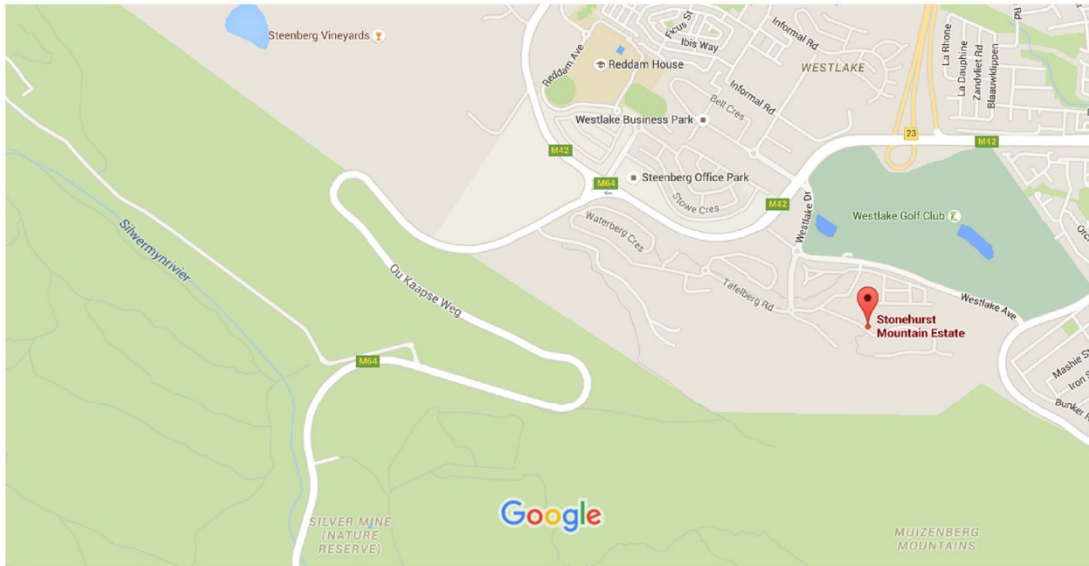 Steenberg Vineyards
Reddam Ave
Ficus St
Ibis Way
Informal Rd
Reddam House
WESTLAKE
La Rhone
La Dauphine
Zandvliet Rd
Blaauwklippen
Rd
Informal Rd
Bell Cres
Westlake Business Park
23
M42
M42
M64
Steenberg Office Park
Stowe Cres
M42
Westlake Dr
Westlake Golf Club
Waterberg Cres
Silwermynrivier
Ou Kaapse Weg
Tafelberg Rd
Westlake Ave
Stonehurst
Mountain Estate
M64
Mashie S
Iron S
Bunker R
Google
SILVER MINE
(NATURE
RESERVE)
MUIZENBERG
MOUNTAINS